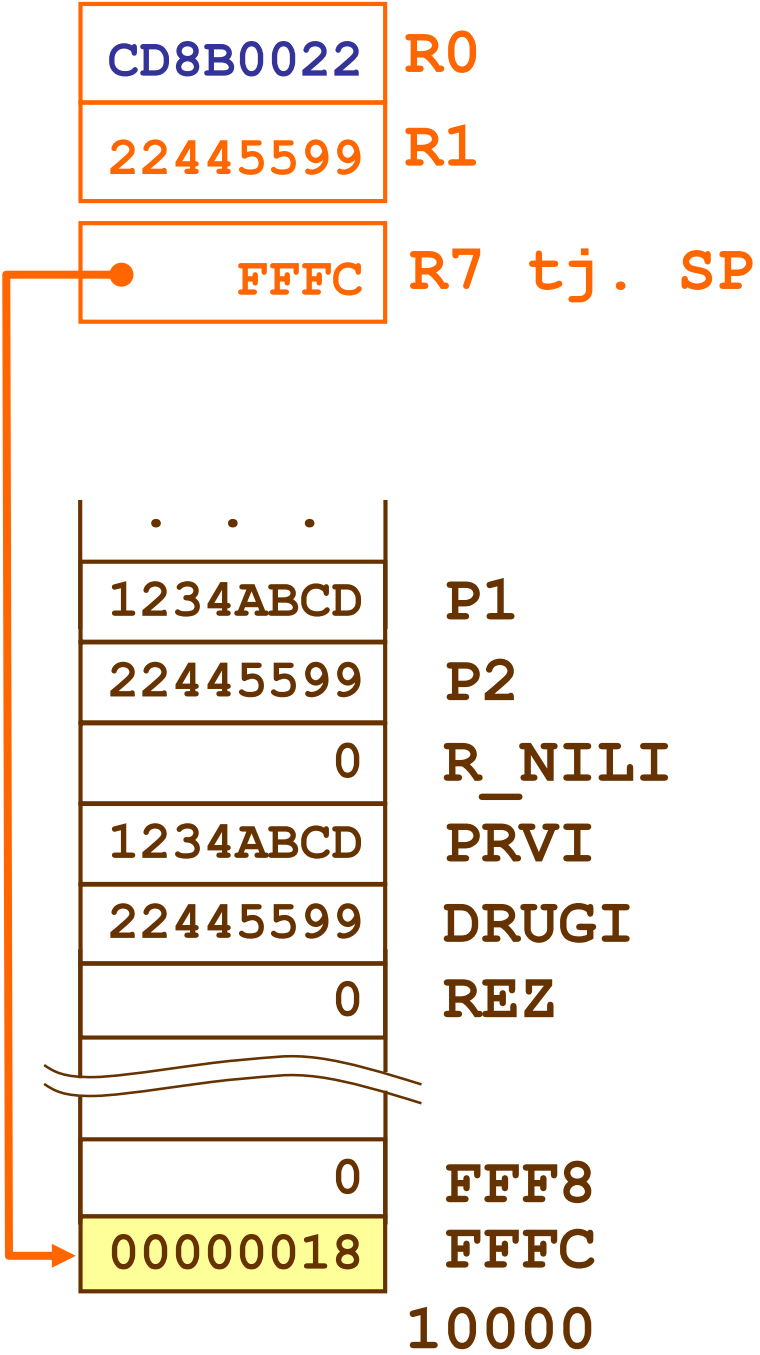 CD8B0022 R0
22445599 R1
FFFC R7 tj. SP
. . .
1234ABCD P1
22445599 P2
0 R_NILI
1234ABCD PRVI
22445599 DRUGI
0 REZ
0 FFF8
00000018 FFFC
10000